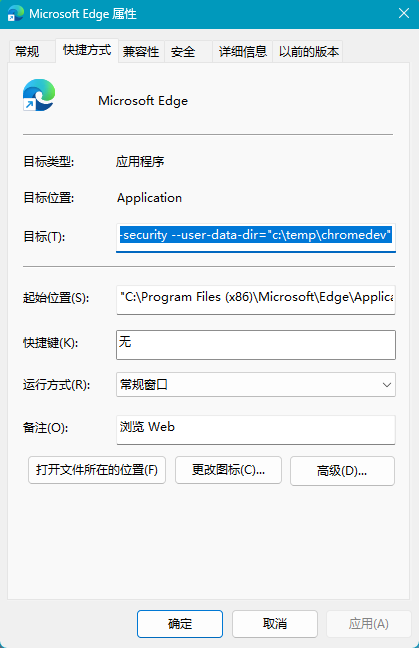 Microsoft Edge 属性
常规 快捷方式 兼容性 安全 详细信息 以前的版本
Microsoft Edge
目标类型: 应用程序
目标位置: Application
目标(T): -security --user-data-dir="c:\temp\chromedev"
起始位置(S): "C:\Program Files (x86)\Microsoft\Edge\Applica
快捷键(K): 无
运行方式(R): 常规窗口
备注(O): 浏览 Web
打开文件所在的位置(F) 更改图标(C)... 高级(D)...
确定 取消 应用(A)